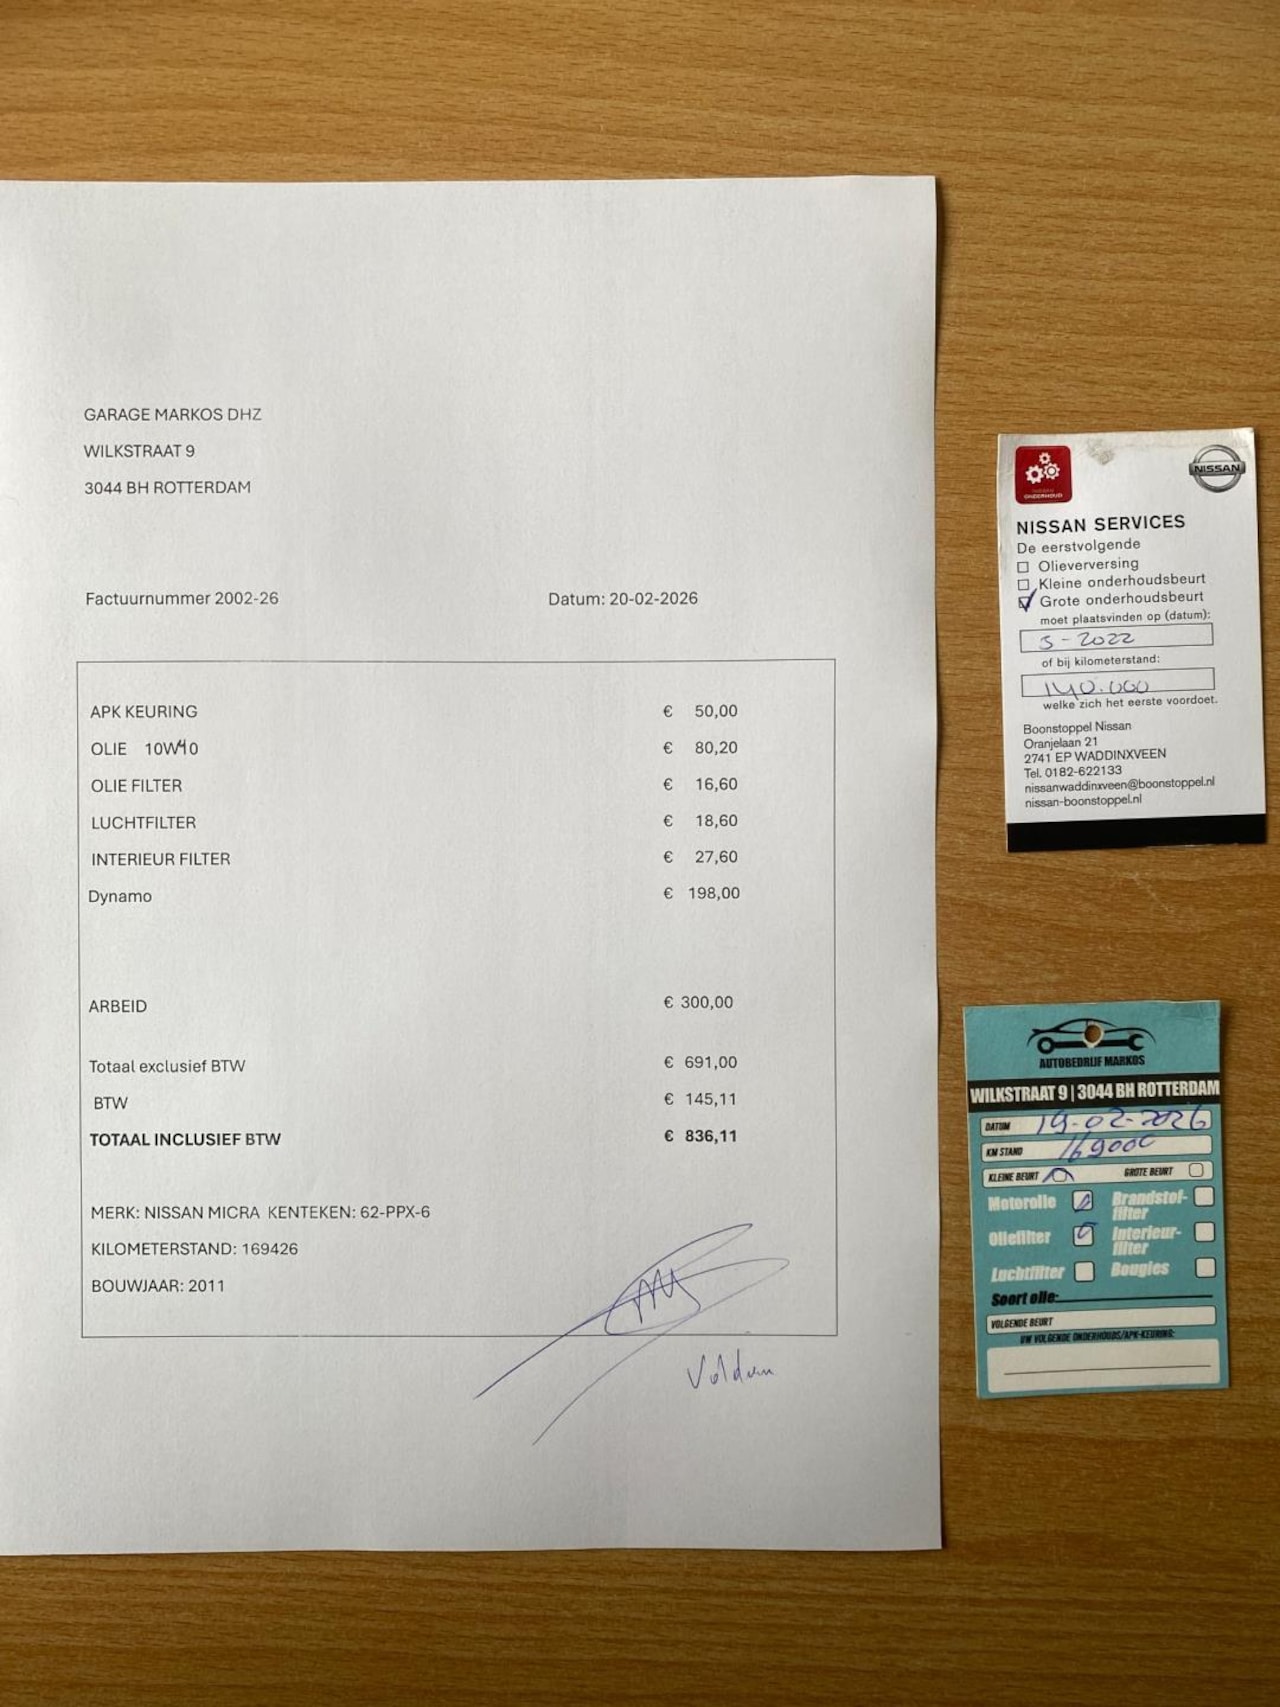 GARAGE MARKOS DHZ
WILKSTRAAT 9
3044 BH ROTTERDAM
Factuurnummer 2002-26 Datum: 20-02-2026
APK KEURING € 50,00
OLIE 10W40 € 80,20
OLIE FILTER € 16,60
LUCHTFILTER € 18,60
INTERIEUR FILTER € 27,60
Dynamo € 198,00
ARBEID € 300,00
Totaal exclusief BTW € 691,00
BTW € 145,11
TOTAAL INCLUSIEF BTW € 836,11
MERK: NISSAN MICRA KENTEKEN: 62-PPX-6
KILOMETERSTAND: 169426
BOUWJAAR: 2011
ONDERHOUD
NISSAN
NISSAN SERVICES
De eerstvolgende
Olieverversing
Kleine onderhoudsbeurt
Grote onderhoudsbeurt
moet plaatsvinden op (datum):
5-2022
of bij kilometerstand:
140.000
welke zich het eerste voordoet.
Boonstoppel Nissan
Oranjelaan 21
2741 EP WADDINXVEEN
Tel. 0182-622133
nissanwaddinxveen@boonstoppel.nl
nissan-boonstoppel.nl
AUTOBEDRIJF MARKOS
WILKSTRAAT 9 | 3044 BH ROTTERDAM
DATUM 19-02-2026
KM STAND 169000
KLEINE BEURT GROTE BEURT
Motorolie Brandstof-
filter
Oliefilter Interieur-
filter
Luchtfilter Bougies
Soort olie:
VOLGENDE BEURT
UW VOLGENDE ONDERHOUDS/APK-KEURING: